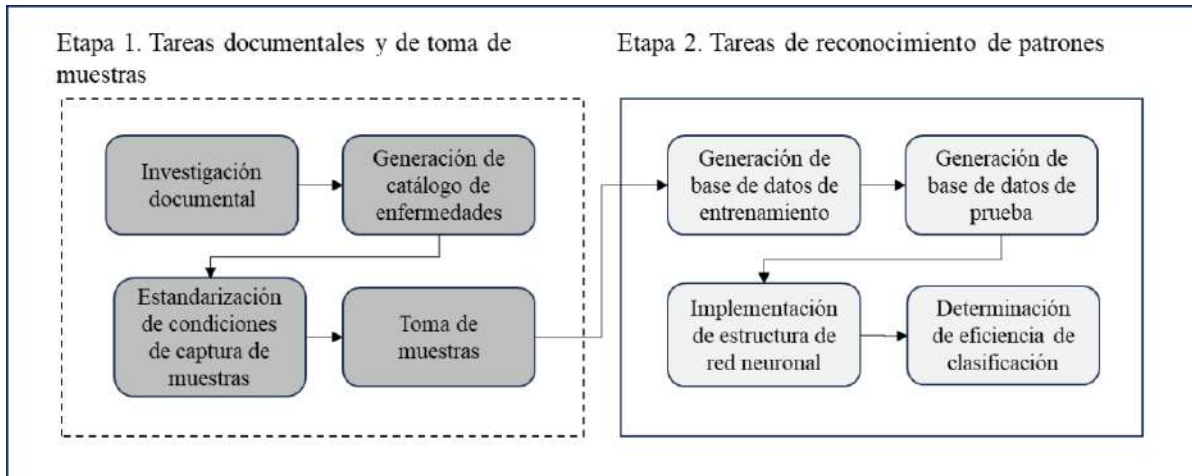 Etapa 1. Tareas documentales y de toma de
muestras
Investigación
documental
Generación de
catálogo de
enfermedades
Estandarización
de condiciones
de captura de
muestras
Toma de
muestras
Etapa 2. Tareas de reconocimiento de patrones
Generación de
base de datos de
entrenamiento
Generación de
base de datos de
prueba
Implementación
de estructura de
red neuronal
Determinación
de eficiencia de
clasificación